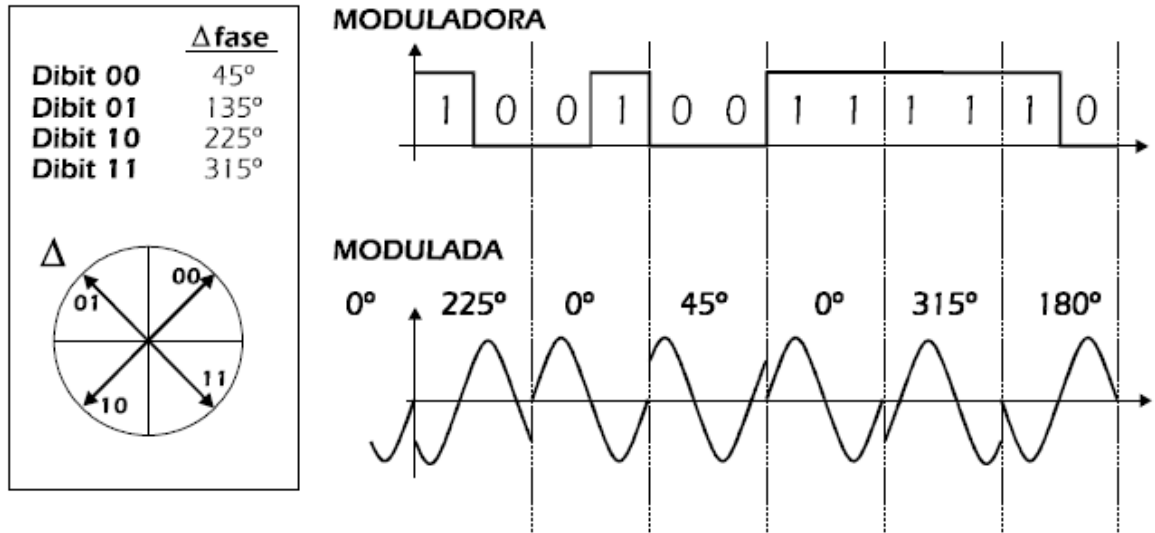 Δ fase
Dibit 00 45º
Dibit 01 135º
Dibit 10 225º
Dibit 11 315º
Δ
00
01
11
10
MODULADORA
1 0 0 1 0 0 1 1 1 1 1 0
MODULADA
0º 225º 0º 45º 0º 315º 180º